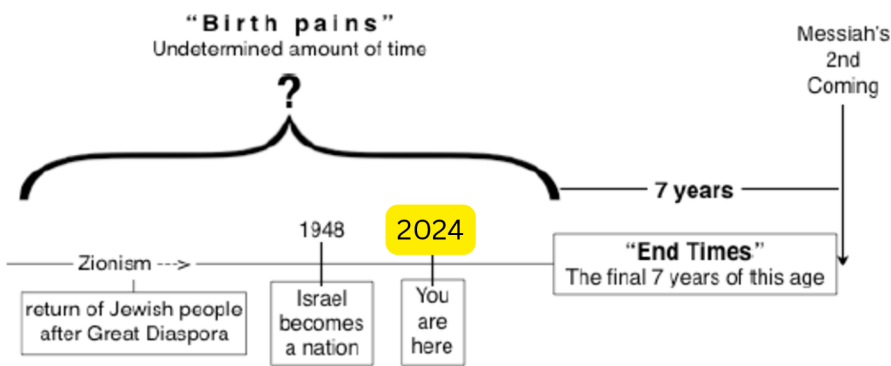 “Birth pains”
Undetermined amount of time
?
Messiah's
2nd
Coming
7 years
1948
2024
Zionism --->
“End Times”
The final 7 years of this age
return of Jewish people
after Great Diaspora
Israel
becomes
a nation
You
are
here